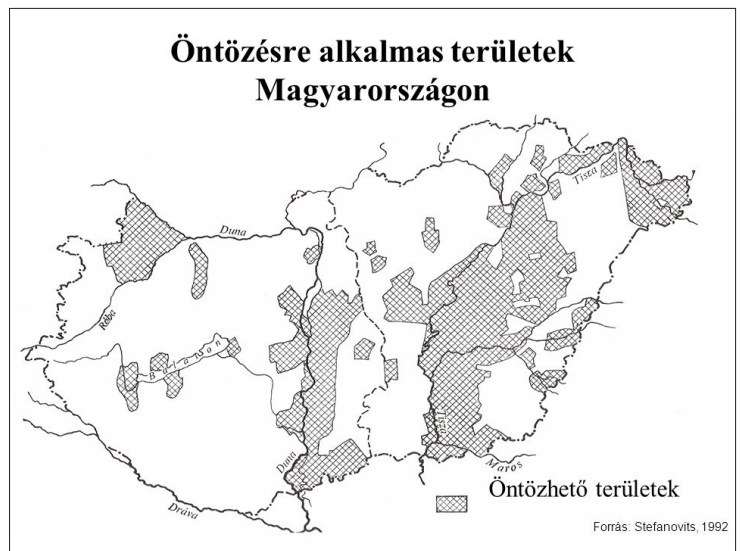 Öntözésre alkalmas területek
Magyarországon
Tisza
Duna
Rába
Balaton
Tisza
Duna
Maros
Dráva
Öntözhető területek
Forrás: Stefanovits, 1992